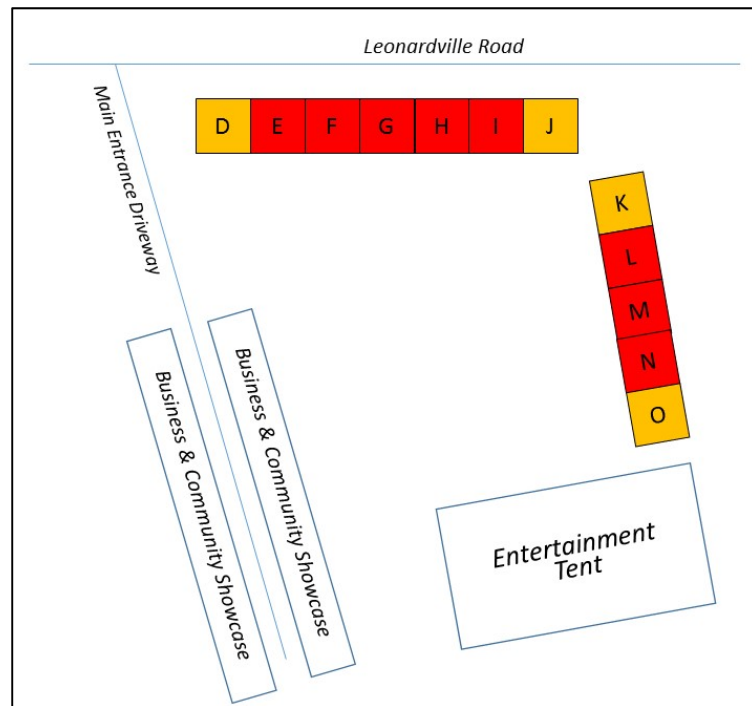 Leonardville Road
Main Entrance Driveway
D E F G H I J
K
L
M
N
O
Business & Community Showcase
Business & Community Showcase
Entertainment
Tent